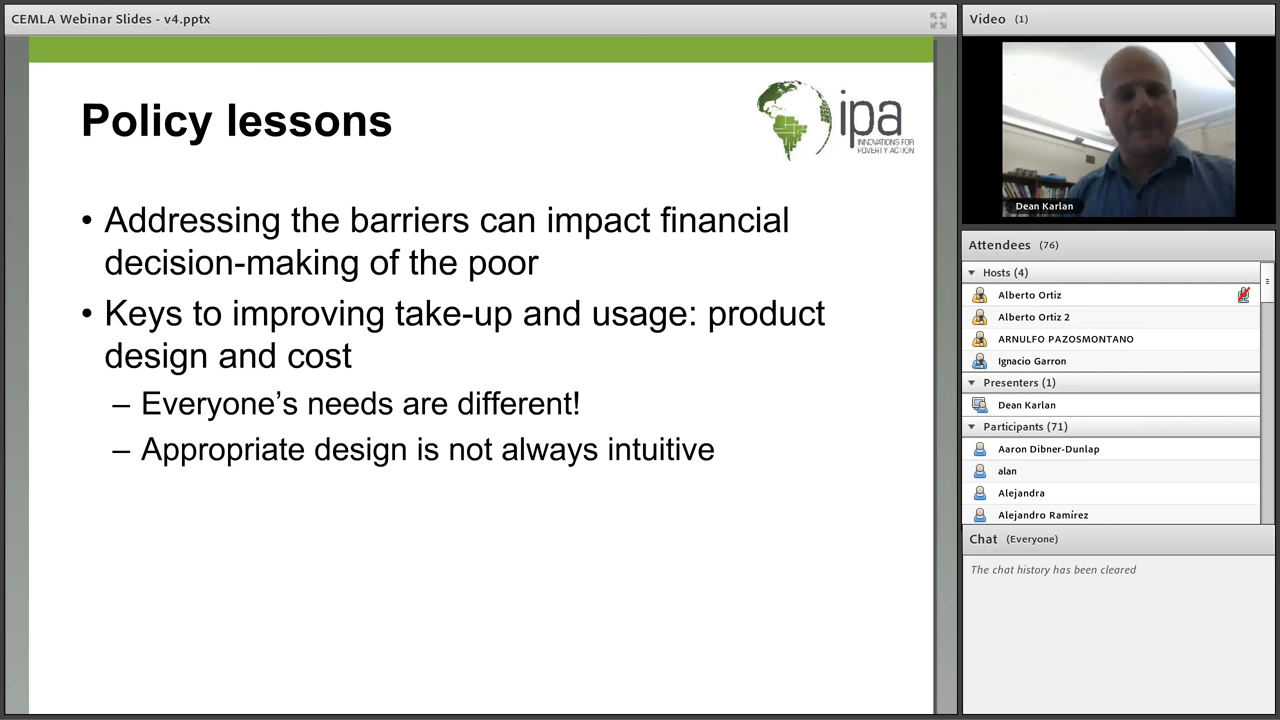 CEMLA Webinar Slides - v4.pptx
Policy lessons
ipa
INNOVATIONS FOR
POVERTY ACTION
• Addressing the barriers can impact financial
decision-making of the poor
• Keys to improving take-up and usage: product
design and cost
– Everyone’s needs are different!
– Appropriate design is not always intuitive
Video (1)
Dean Karlan
Attendees (76)
Hosts (4)
Alberto Ortiz
Alberto Ortiz 2
ARNULFO PAZOSMONTANO
Ignacio Garron
Presenters (1)
Dean Karlan
Participants (71)
Aaron Dibner-Dunlap
alan
Alejandra
Alejandro Ramírez
Chat (Everyone)
The chat history has been cleared